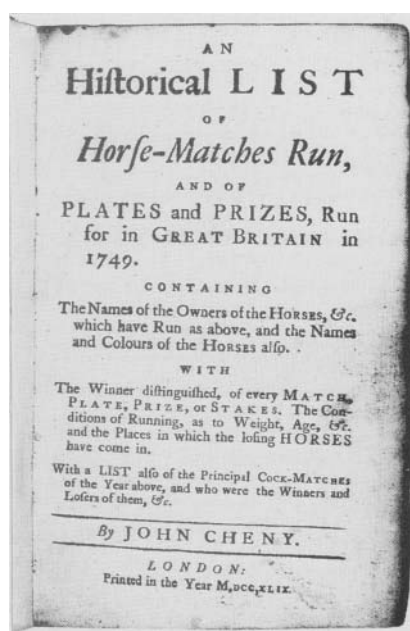 AN
Hiſtorical LIST
OF
Horſe-Matches Run,
AND OF
PLATES and PRIZES, Run
for in GREAT BRITAIN in
1749.
CONTAINING
The Names of the Owners of the HORSES, &c.
which have Run as above, and the Names
and Colours of the HORSES alſo.
WITH
The Winner diſtinguiſhed, of every MATCH,
PLATE, PRIZE, or STAKES. The Con-
ditions of Running, as to Weight, Age, &c.
and the Places in which the loſing HORSES
have come in.
With a LIST alſo of the Principal COCK-MATCHES
of the Year above, and who were the Winners and
Loſers of them, &c.
By JOHN CHENY.
LONDON:
Printed in the Year M,DCC,XLIX.